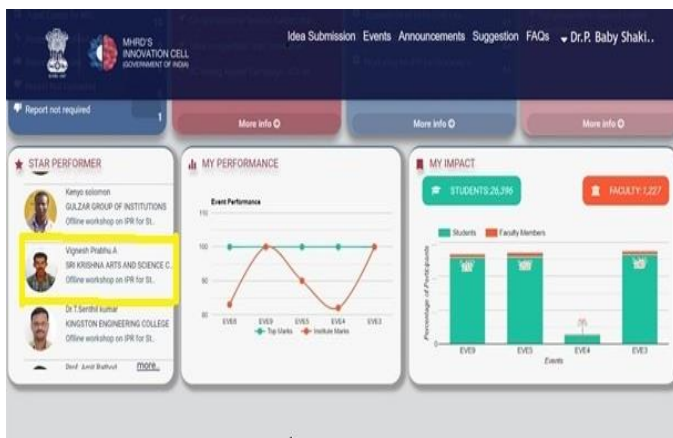 MHRD'S
INNOVATION CELL
(GOVERNMENT OF INDIA)
Idea Submission Events Announcements Suggestion FAQs Dr.P. Baby Shaki..
Report not required 1
More info
More info
More info
STAR PERFORMER
Kenyo solomon
GULZAR GROUP OF INSTITUTIONS
Offline workshop on IPR for St..
Vignesh Prabhu.A
SRI KRISHNA ARTS AND SCIENCE C..
Offline workshop on IPR for St..
Dr.T.Senthil kumar
KINGSTON ENGINEERING COLLEGE
Offline workshop on IPR for St..
more..
MY PERFORMANCE
Event Performance
110
100
90
80
EVE8 EVE9 EVE5 EVE4 EVE3
Top Marks Institute Marks
MY IMPACT
STUDENTS:26,396
FACULTY:1,227
Students Faculty Members
Percentage of Participants
EVE9 EVE5 EVE4 EVE3
Events